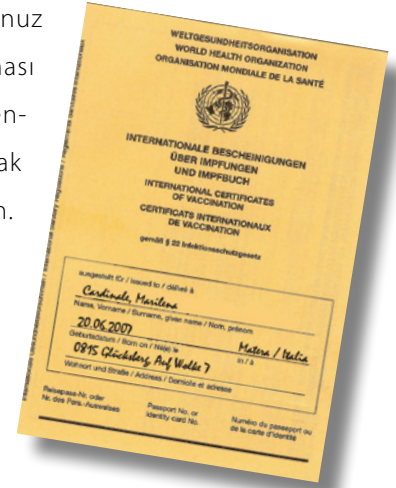 nuz
ması
en-
ak
n.
WELTGESUNDHEITSORGANISATION
WORLD HEALTH ORGANIZATION
ORGANISATION MONDIALE DE LA SANTÉ
INTERNATIONALE BESCHEINIGUNGEN
ÜBER IMPFUNGEN
UND IMPFBUCH
INTERNATIONAL CERTIFICATES
OF VACCINATION
CERTIFICATS INTERNATIONAUX
DE VACCINATION
gemäß § 22 Infektionsschutzgesetz
ausgestellt für / issued to / délivré à
Cardinale, Marilena
Name, Vorname / Surname, given name / Nom, prénom
20.06.2007 Matera / Italia
Geburtsdatum / Born on / Né(e) le in / à
0815 Glücksberg Auf Wolke 7
Wohnort und Straße / Address / Domicile et adresse
Reisepass-Nr. oder
Nr. des Pers.-Ausweises
Passport No. or
identity card No.
Numéro du passeport ou
de la carte d'identité